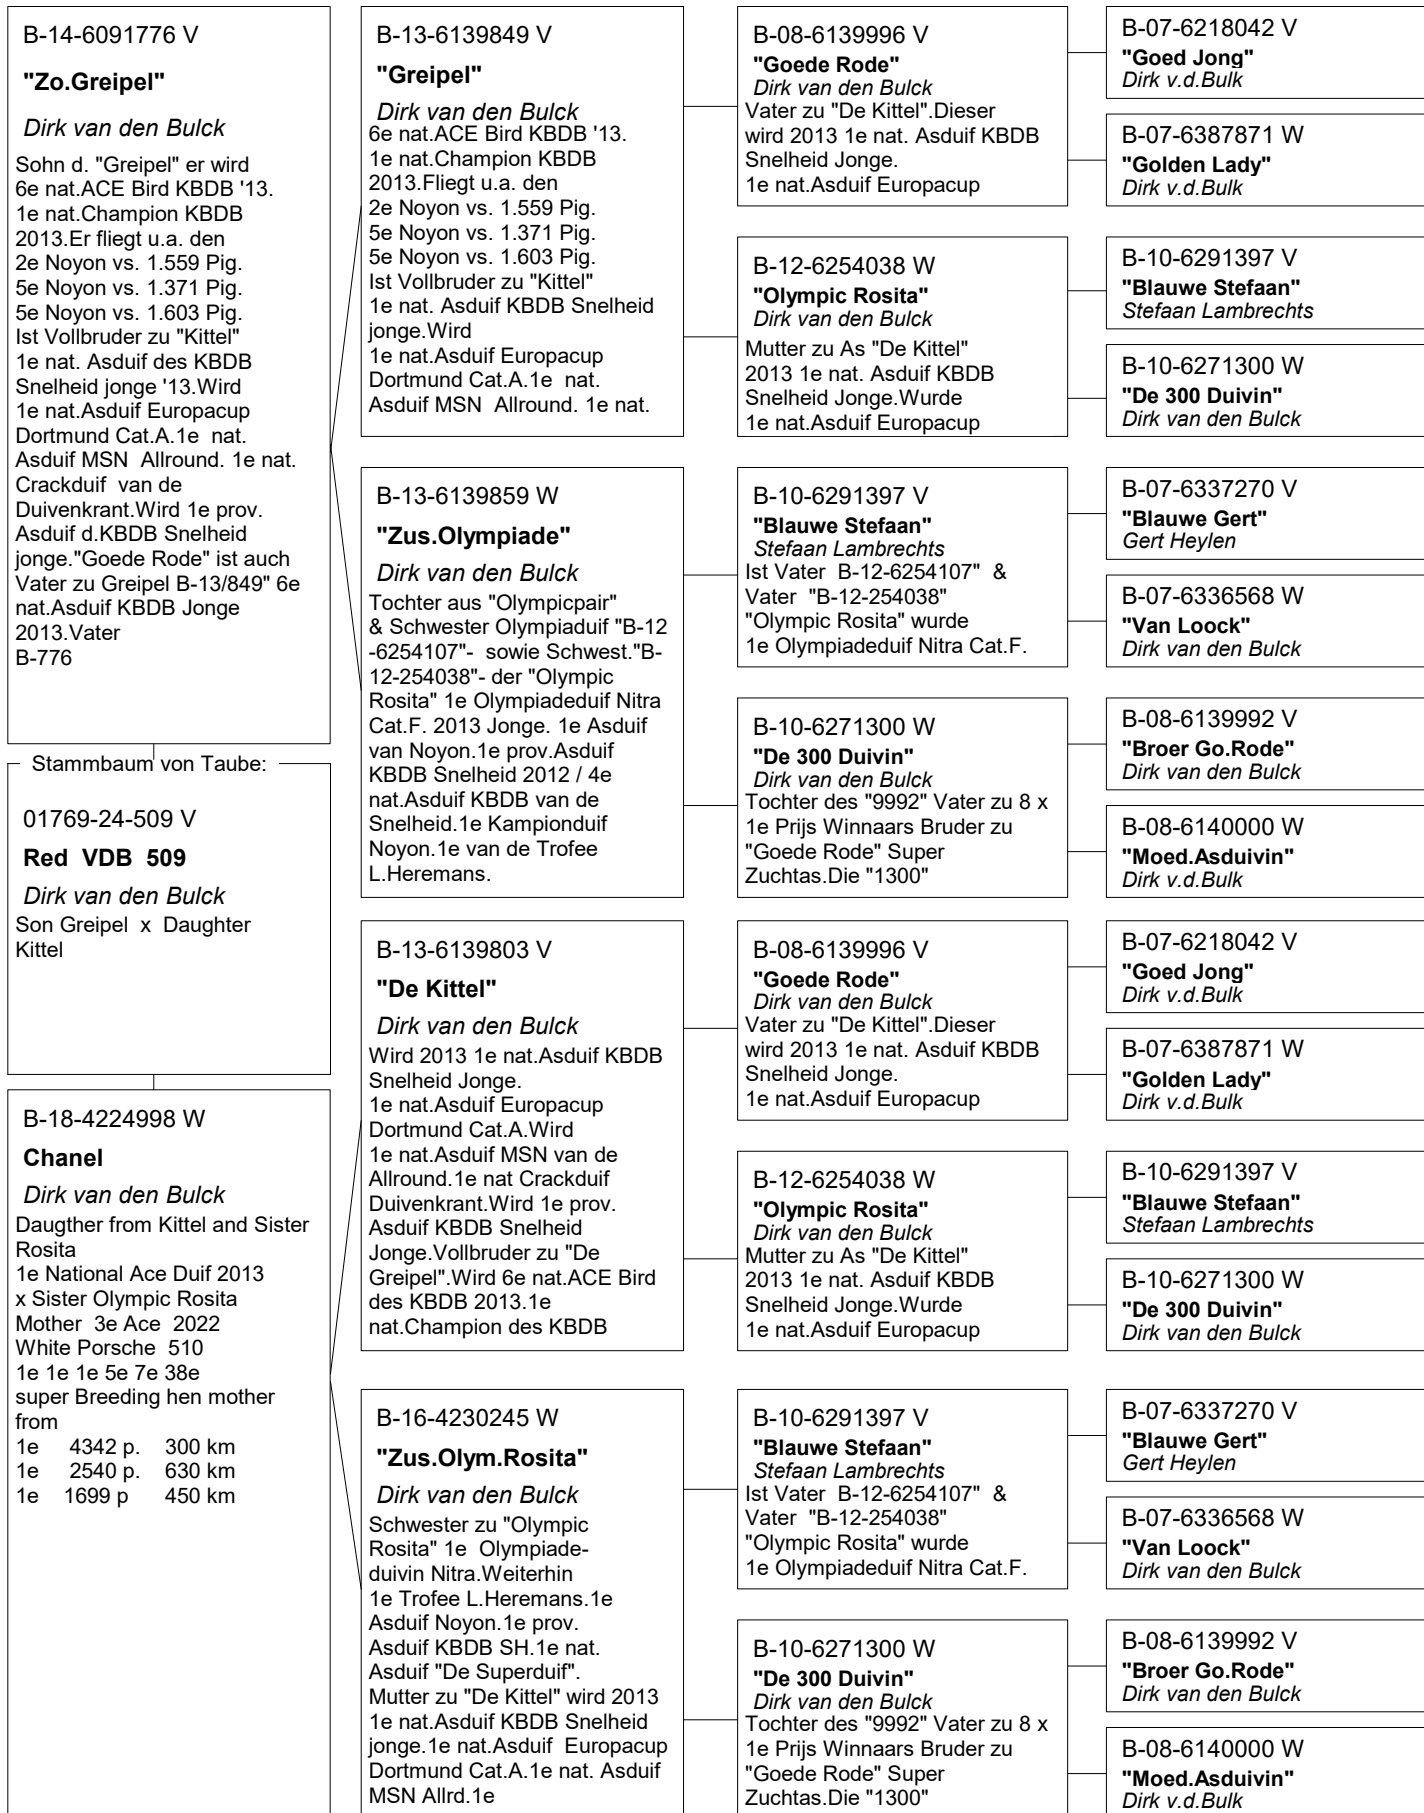 B-14-6091776 V
"Zo.Greipel"
Dirk van den Bulck
Sohn d. "Greipel" er wird
6e nat.ACE Bird KBDB '13.
1e nat.Champion KBDB
2013.Er fliegt u.a. den
2e Noyon vs. 1.559 Pig.
5e Noyon vs. 1.371 Pig.
5e Noyon vs. 1.603 Pig.
Ist Vollbruder zu "Kittel"
1e nat. Asduif des KBDB
Snelheid jonge '13.Wird
1e nat.Asduif Europacup
Dortmund Cat.A.1e  nat.
Asduif MSN  Allround. 1e nat.
Crackduif  van de
Duivenkrant.Wird 1e prov.
Asduif d.KBDB Snelheid
jonge."Goede Rode" ist auch
Vater zu Greipel B-13/849" 6e
nat.Asduif KBDB Jonge
2013.Vater
B-776
Stammbaum von Taube:
01769-24-509 V
Red  VDB  509
Dirk van den Bulck
Son Greipel  x  Daughter
Kittel
B-18-4224998 W
Chanel
Dirk van den Bulck
Daugther from Kittel and Sister
Rosita
1e National Ace Duif 2013
x Sister Olympic Rosita
Mother  3e Ace  2022
White Porsche  510
1e 1e 1e 5e 7e 38e
super Breeding hen mother
from
1e    4342 p.    300 km
1e     2540 p.    630 km
1e    1699 p     450 km
B-13-6139849 V
"Greipel"
Dirk van den Bulck
6e nat.ACE Bird KBDB '13.
1e nat.Champion KBDB
2013.Fliegt u.a. den
2e Noyon vs. 1.559 Pig.
5e Noyon vs. 1.371 Pig.
5e Noyon vs. 1.603 Pig.
Ist Vollbruder zu "Kittel"
1e nat. Asduif KBDB Snelheid
jonge.Wird
1e nat.Asduif Europacup
Dortmund Cat.A.1e  nat.
Asduif MSN  Allround. 1e nat.
B-13-6139859 W
"Zus.Olympiade"
Dirk van den Bulck
Tochter aus "Olympicpair"
& Schwester Olympiaduif "B-12
-6254107"-  sowie Schwest."B-
12-254038"- der "Olympic
Rosita" 1e Olympiadeduif Nitra
Cat.F. 2013 Jonge. 1e Asduif
van Noyon.1e prov.Asduif
KBDB Snelheid 2012 / 4e
nat.Asduif KBDB van de
Snelheid.1e Kampionduif
Noyon.1e van de Trofee
L.Heremans.
B-13-6139803 V
"De Kittel"
Dirk van den Bulck
Wird 2013 1e nat.Asduif KBDB
Snelheid Jonge.
1e nat.Asduif Europacup
Dortmund Cat.A.Wird
1e nat.Asduif MSN van de
Allround.1e nat Crackduif
Duivenkrant.Wird 1e prov.
Asduif KBDB Snelheid
Jonge.Vollbruder zu "De
Greipel".Wird 6e nat.ACE Bird
des KBDB 2013.1e
nat.Champion des KBDB
B-16-4230245 W
"Zus.Olym.Rosita"
Dirk van den Bulck
Schwester zu "Olympic
Rosita" 1e  Olympiade-
duivin Nitra.Weiterhin
1e Trofee L.Heremans.1e
Asduif Noyon.1e prov.
Asduif KBDB SH.1e nat.
Asduif "De Superduif".
Mutter zu "De Kittel" wird 2013
1e nat.Asduif KBDB Snelheid
jonge.1e nat.Asduif  Europacup
Dortmund Cat.A.1e nat. Asduif
MSN Allrd.1e
B-08-6139996 V
"Goede Rode"
Dirk van den Bulck
Vater zu "De Kittel".Dieser
wird 2013 1e nat. Asduif KBDB
Snelheid Jonge.
1e nat.Asduif Europacup
B-12-6254038 W
"Olympic Rosita"
Dirk van den Bulck
Mutter zu As "De Kittel"
2013 1e nat. Asduif KBDB
Snelheid Jonge.Wurde
1e nat.Asduif Europacup
B-10-6291397 V
"Blauwe Stefaan"
Stefaan Lambrechts
Ist Vater  B-12-6254107"  &
Vater  "B-12-254038"
"Olympic Rosita" wurde
1e Olympiadeduif Nitra Cat.F.
B-10-6271300 W
"De 300 Duivin"
Dirk van den Bulck
Tochter des "9992" Vater zu 8 x
1e Prijs Winnaars Bruder zu
"Goede Rode" Super
Zuchtas.Die "1300"
B-08-6139996 V
"Goede Rode"
Dirk van den Bulck
Vater zu "De Kittel".Dieser
wird 2013 1e nat. Asduif KBDB
Snelheid Jonge.
1e nat.Asduif Europacup
B-12-6254038 W
"Olympic Rosita"
Dirk van den Bulck
Mutter zu As "De Kittel"
2013 1e nat. Asduif KBDB
Snelheid Jonge.Wurde
1e nat.Asduif Europacup
B-10-6291397 V
"Blauwe Stefaan"
Stefaan Lambrechts
Ist Vater  B-12-6254107"  &
Vater  "B-12-254038"
"Olympic Rosita" wurde
1e Olympiadeduif Nitra Cat.F.
B-10-6271300 W
"De 300 Duivin"
Dirk van den Bulck
Tochter des "9992" Vater zu 8 x
1e Prijs Winnaars Bruder zu
"Goede Rode" Super
Zuchtas.Die "1300"
B-07-6218042 V
"Goed Jong"
Dirk v.d.Bulk
B-07-6387871 W
"Golden Lady"
Dirk v.d.Bulk
B-10-6291397 V
"Blauwe Stefaan"
Stefaan Lambrechts
B-10-6271300 W
"De 300 Duivin"
Dirk van den Bulck
B-07-6337270 V
"Blauwe Gert"
Gert Heylen
B-07-6336568 W
"Van Loock"
Dirk van den Bulck
B-08-6139992 V
"Broer Go.Rode"
Dirk van den Bulck
B-08-6140000 W
"Moed.Asduivin"
Dirk v.d.Bulk
B-07-6218042 V
"Goed Jong"
Dirk v.d.Bulk
B-07-6387871 W
"Golden Lady"
Dirk v.d.Bulk
B-10-6291397 V
"Blauwe Stefaan"
Stefaan Lambrechts
B-10-6271300 W
"De 300 Duivin"
Dirk van den Bulck
B-07-6337270 V
"Blauwe Gert"
Gert Heylen
B-07-6336568 W
"Van Loock"
Dirk van den Bulck
B-08-6139992 V
"Broer Go.Rode"
Dirk van den Bulck
B-08-6140000 W
"Moed.Asduivin"
Dirk v.d.Bulk